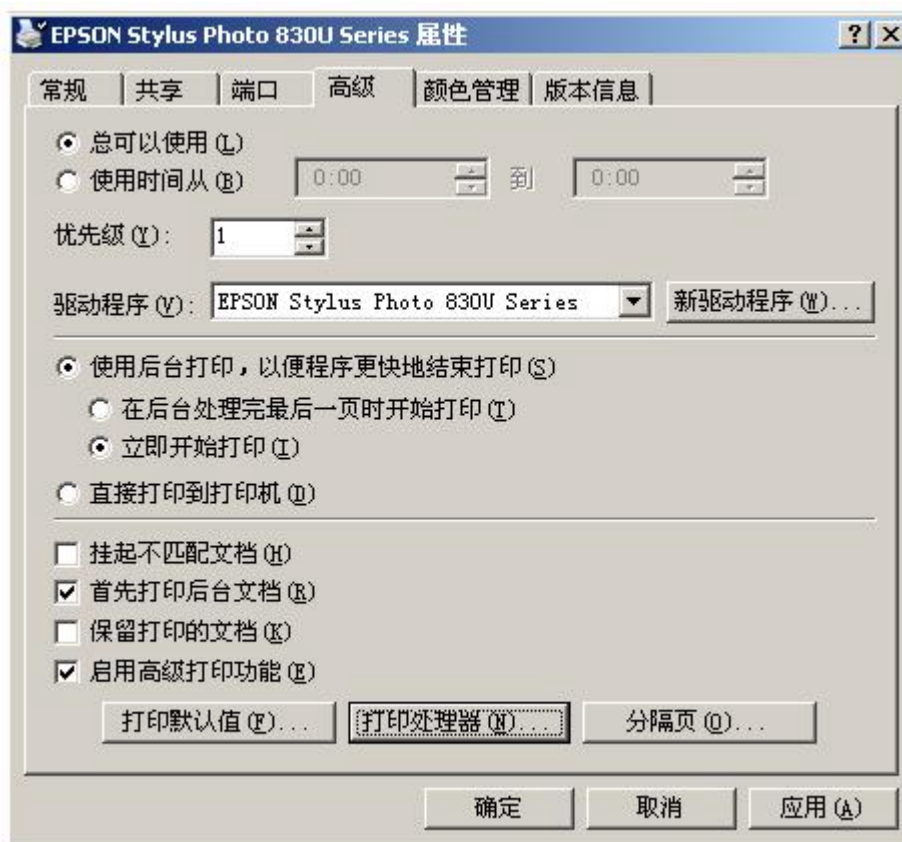 EPSON Stylus Photo 830U Series 属性
常规 共享 端口 高级 颜色管理 版本信息
总可以使用(L)
使用时间从(B) 0:00 到 0:00
优先级(Y): 1
驱动程序(V): EPSON Stylus Photo 830U Series 新驱动程序(W)...
使用后台打印，以便程序更快地结束打印(S)
在后台处理完最后一页时开始打印(T)
立即开始打印(I)
直接打印到打印机(D)
挂起不匹配文档(H)
首先打印后台文档(R)
保留打印的文档(K)
启用高级打印功能(E)
打印默认值(F)... 打印处理器(N)... 分隔页(O)...
确定 取消 应用(A)